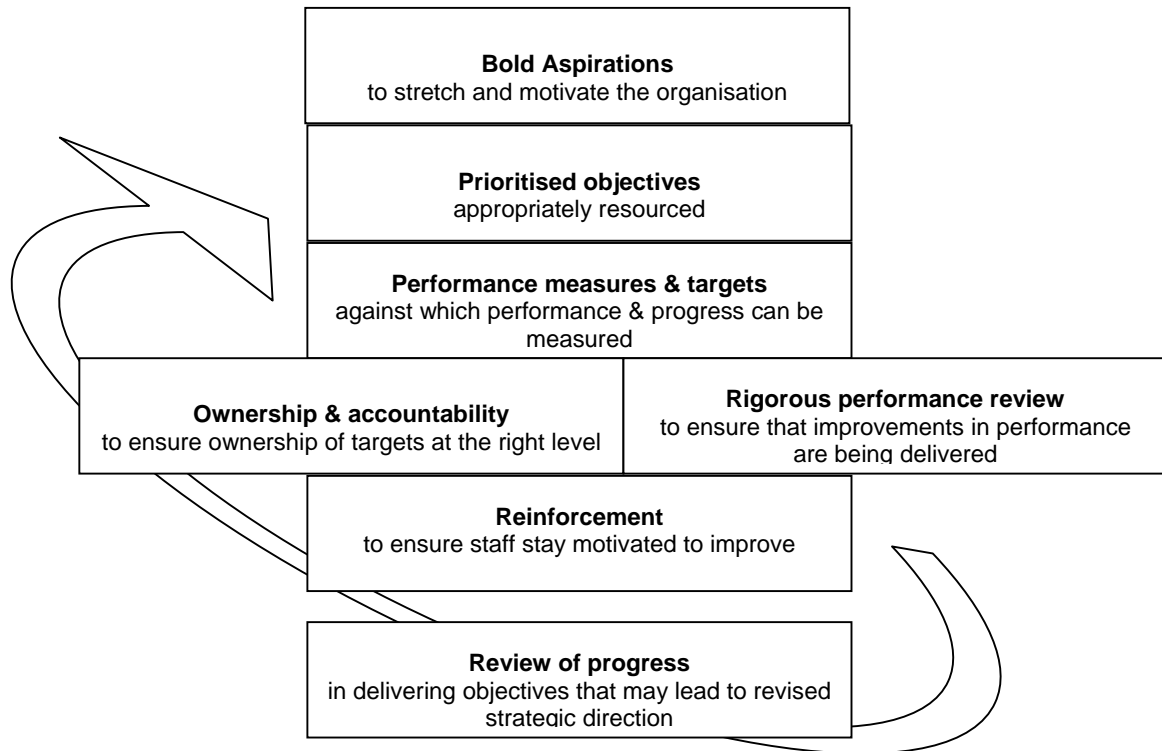 Bold Aspirations
to stretch and motivate the organisation
Prioritised objectives
appropriately resourced
Performance measures & targets
against which performance & progress can be
measured
Ownership & accountability
to ensure ownership of targets at the right level
Rigorous performance review
to ensure that improvements in performance
are being delivered
Reinforcement
to ensure staff stay motivated to improve
Review of progress
in delivering objectives that may lead to revised
strategic direction